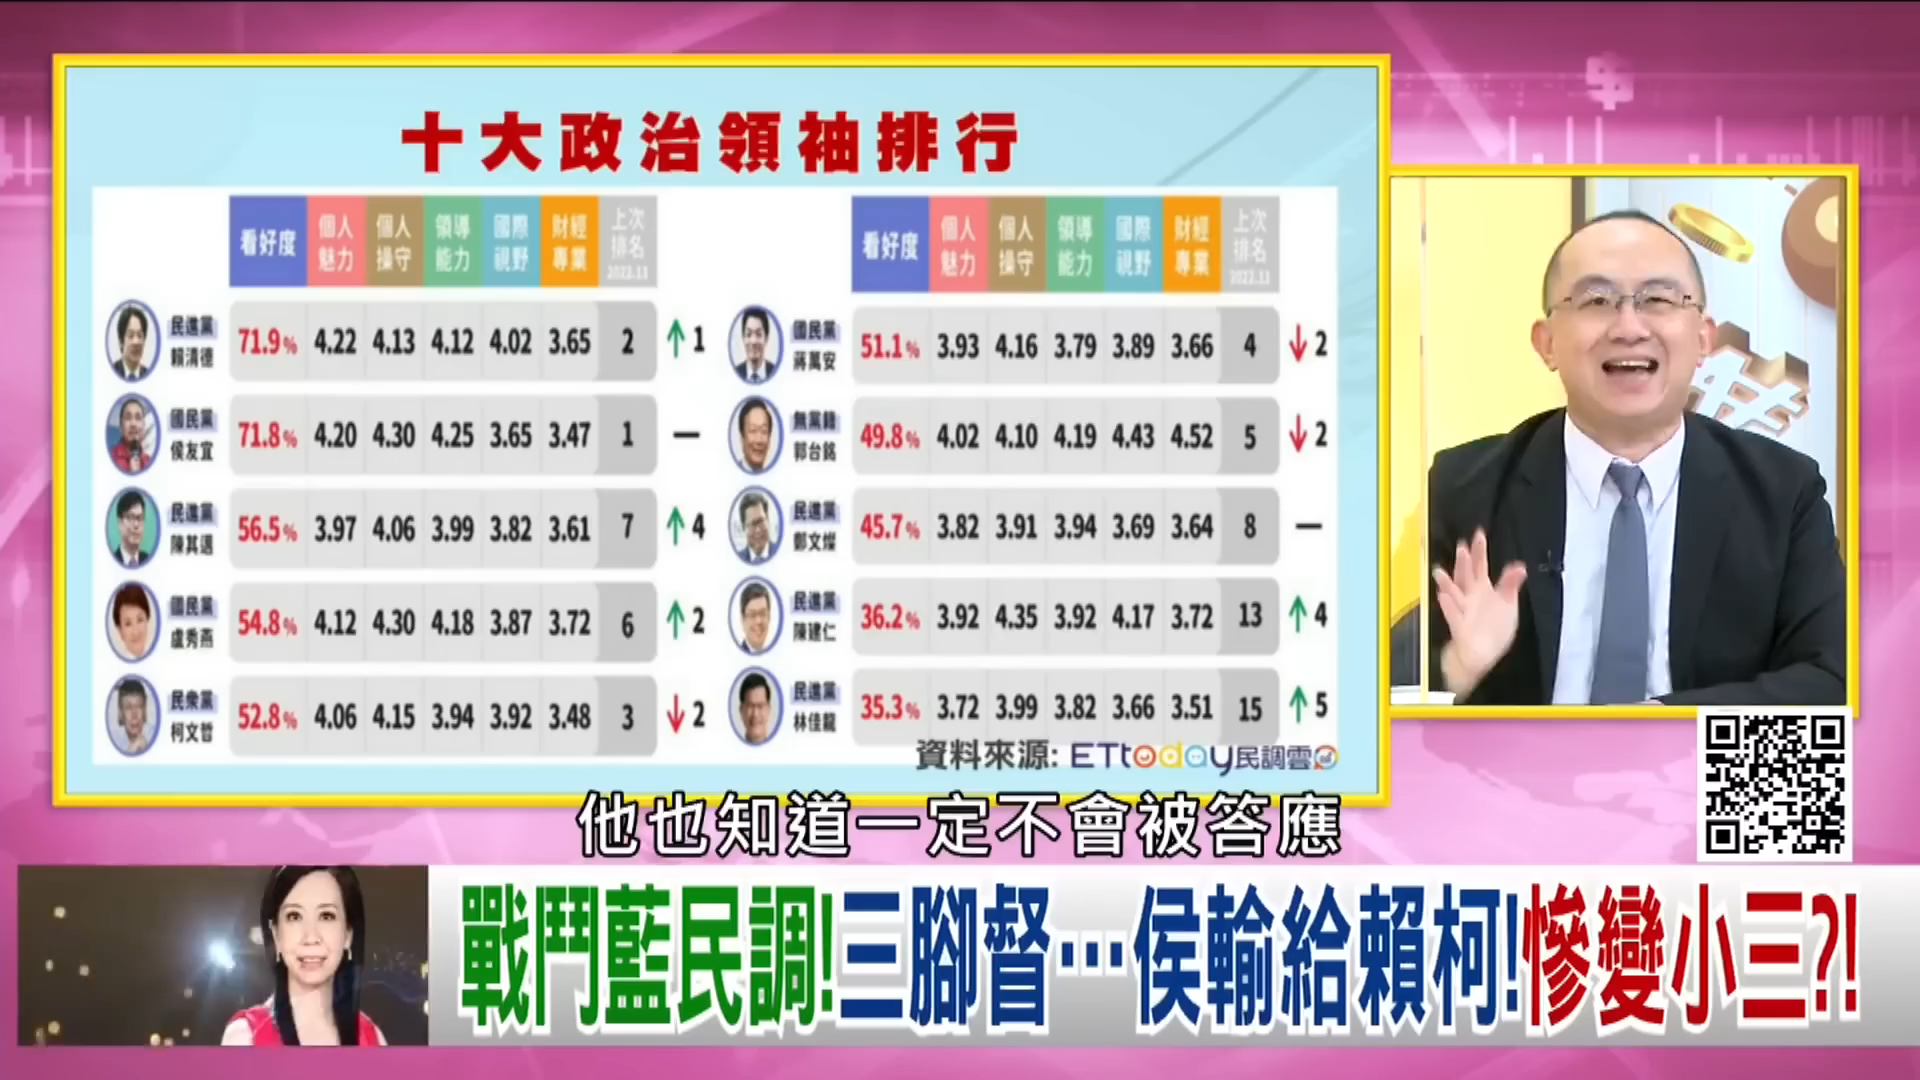 十大政治領袖排行
看好度 個人魅力 個人操守 領導能力 國際視野 財經專業 上次排名 2022.11
民進黨 賴清德 71.9% 4.22 4.13 4.12 4.02 3.65 2 ↑1
國民黨 侯友宜 71.8% 4.20 4.30 4.25 3.65 3.47 1 —
民進黨 陳其邁 56.5% 3.97 4.06 3.99 3.82 3.61 7 ↑4
國民黨 盧秀燕 54.8% 4.12 4.30 4.18 3.87 3.72 6 ↑2
民眾黨 柯文哲 52.8% 4.06 4.15 3.94 3.92 3.48 3 ↓2
看好度 個人魅力 個人操守 領導能力 國際視野 財經專業 上次排名 2022.11
國民黨 蔣萬安 51.1% 3.93 4.16 3.79 3.89 3.66 4 ↓2
無黨籍 郭台銘 49.8% 4.02 4.10 4.19 4.43 4.52 5 ↓2
民進黨 鄭文燦 45.7% 3.82 3.91 3.94 3.69 3.64 8 —
民進黨 陳建仁 36.2% 3.92 4.35 3.92 4.17 3.72 13 ↑4
民進黨 林佳龍 35.3% 3.72 3.99 3.82 3.66 3.51 15 ↑5
資料來源: ETtoday民調雲
他也知道一定不會被答應
戰鬥藍民調!三腳督…侯輸給賴柯!慘變小三?!